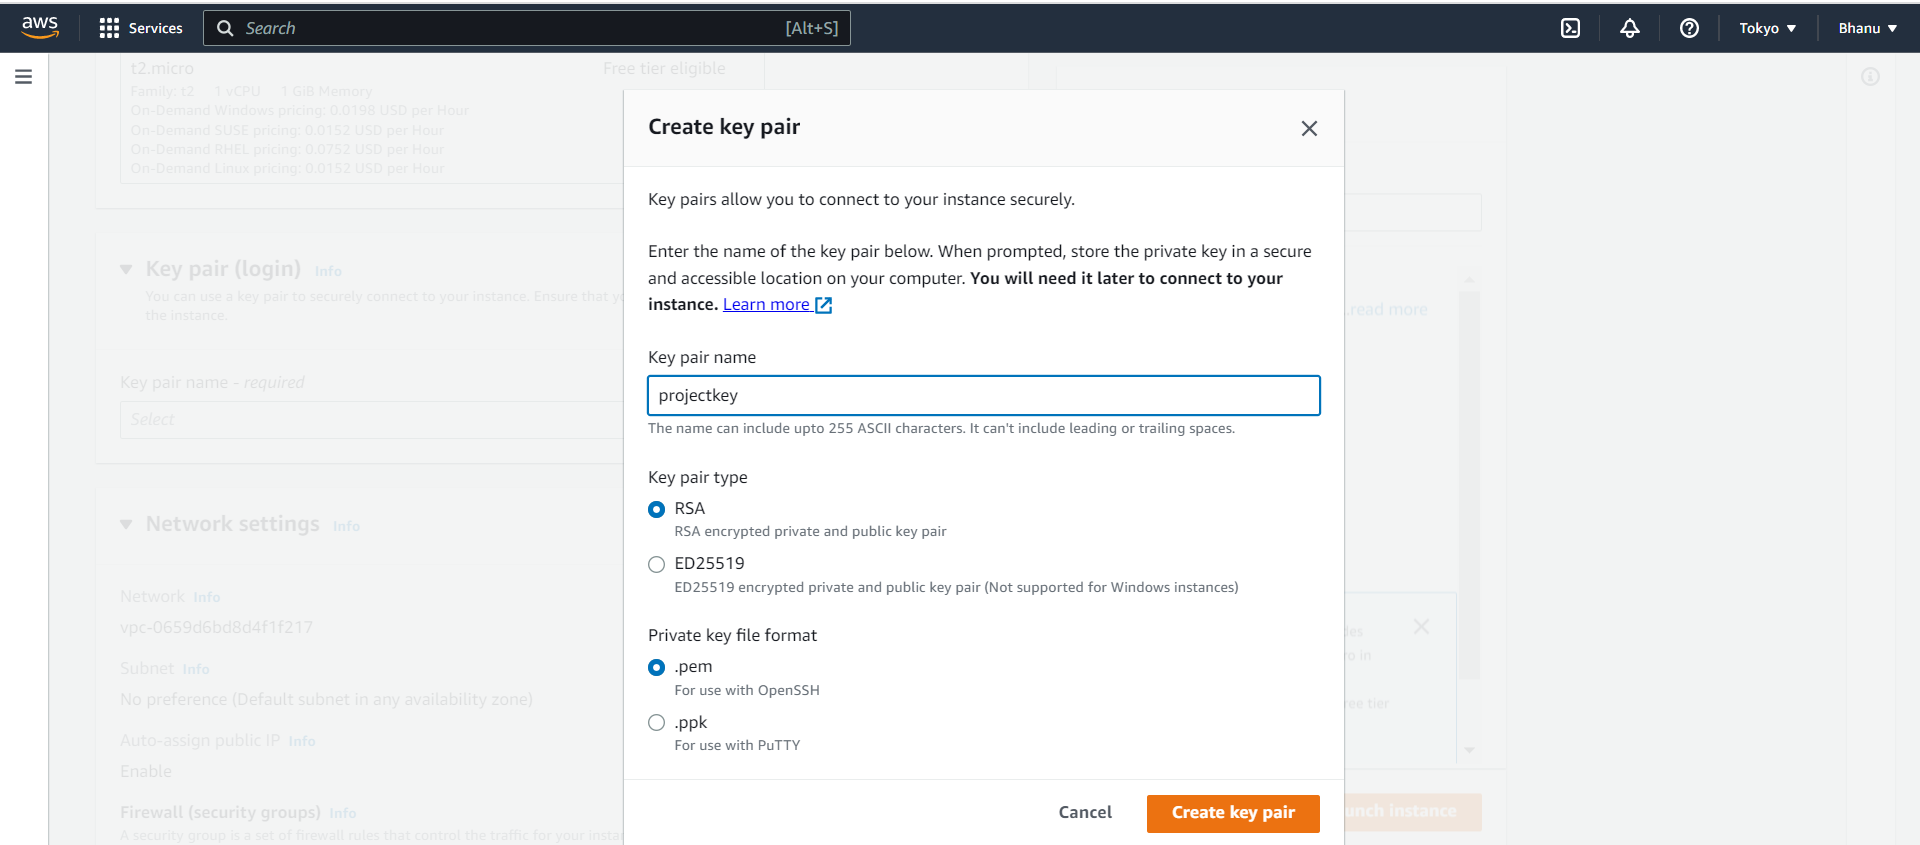 aws
Services
Search
[Alt+S]
Tokyo
Bhanu
t2.micro
Free tier eligible
Family: t2 1 vCPU 1 GiB Memory
On-Demand Windows pricing: 0.0198 USD per Hour
On-Demand SUSE pricing: 0.0152 USD per Hour
On-Demand RHEL pricing: 0.0752 USD per Hour
On-Demand Linux pricing: 0.0152 USD per Hour
Key pair (login) Info
You can use a key pair to securely connect to your instance. Ensure that
the instance.
Key pair name - required
Select
Network settings Info
Network Info
vpc-0659d6bd8d4f1f217
Subnet Info
No preference (Default subnet in any availability zone)
Auto-assign public IP Info
Enable
Firewall (security groups) Info
A security group is a set of firewall rules that control the traffic for your
Create key pair
Key pairs allow you to connect to your instance securely.
Enter the name of the key pair below. When prompted, store the private key in a secure
and accessible location on your computer. You will need it later to connect to your
instance. Learn more
Key pair name
projectkey
The name can include upto 255 ASCII characters. It can't include leading or trailing spaces.
Key pair type
RSA
RSA encrypted private and public key pair
ED25519
ED25519 encrypted private and public key pair (Not supported for Windows instances)
Private key file format
.pem
For use with OpenSSH
.ppk
For use with PuTTY
Cancel
Create key pair
read more
in
tier
instance